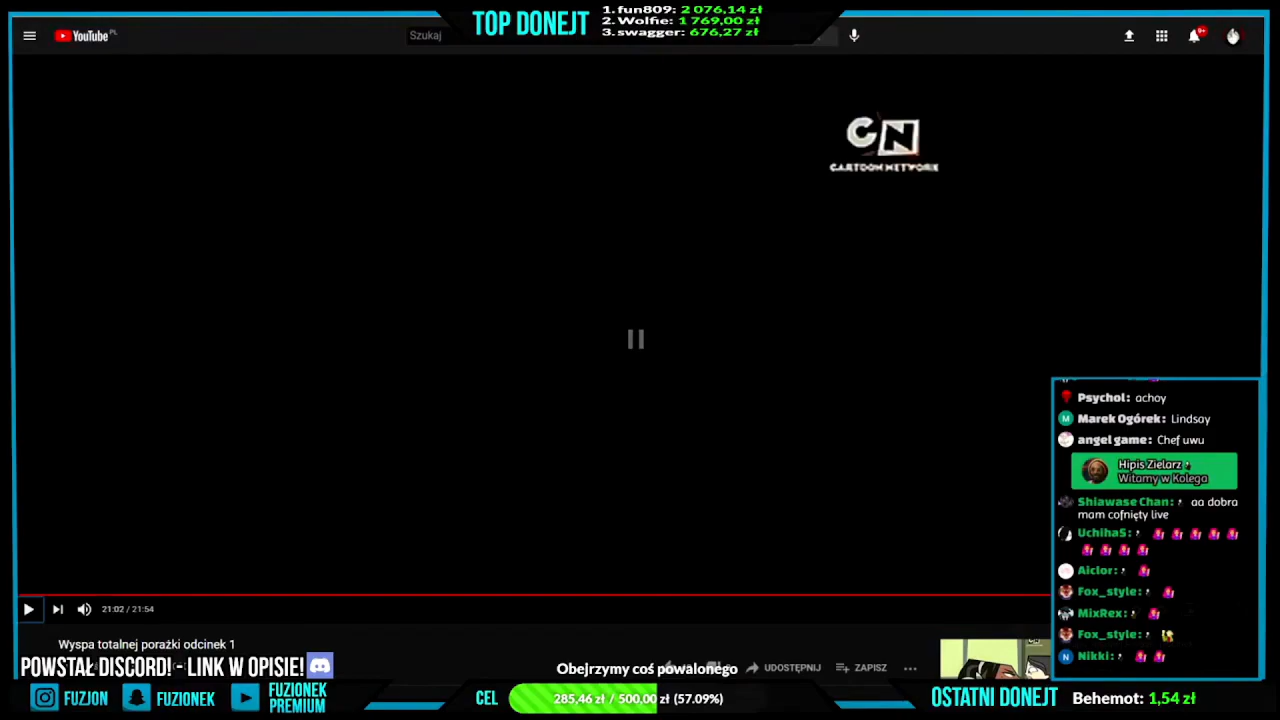 TOP DONEJT
1. fun809: 2 076,14 zł
2. Wolfie: 1 769,00 zł
3. swagger: 676,27 zł
YouTube PL
Szukaj
9+
CN
CARTOON NETWORK
Psychol: achoy
M Marek Ogórek: Lindsay
angel game: Chef uwu
Hipis Zielarz
Witamy w Kolega
Shiawase Chan: aa dobra
mam cofnięty live
UchihaS:
Aiclor:
Fox_style:
MixRex:
Fox_style:
N Nikki:
21:02 / 21:54
Wyspa totalnej porażki odcinek 1
POWSTAŁ DISCORD! - LINK W OPISIE!
Obejrzymy coś powalonego
UDOSTĘPNIJ
ZAPISZ
FUZJON
FUZIONEK
FUZIONEK
PREMIUM
CEL
285,46 zł / 500,00 zł (57.09%)
OSTATNI DONEJT
Behemot: 1,54 zł